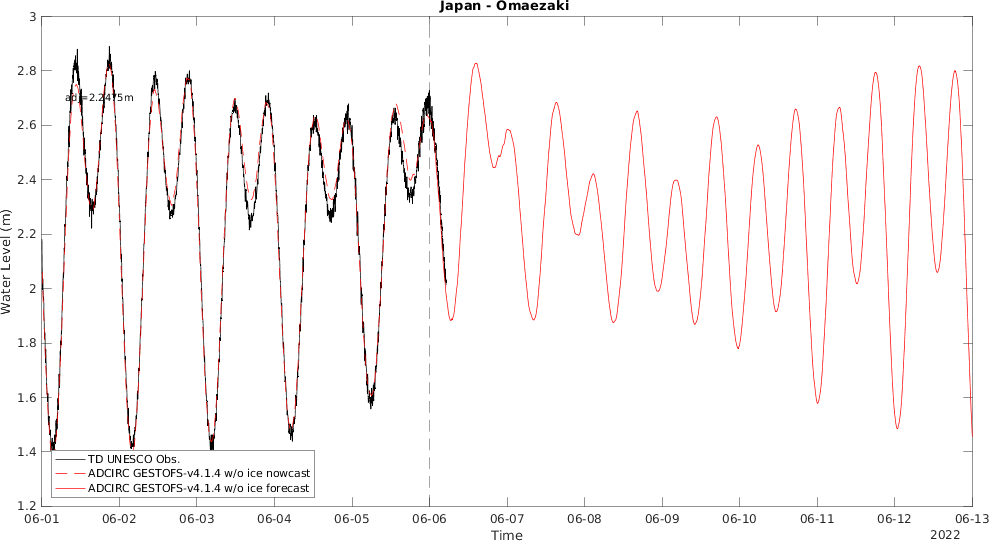 Japan - Omaezaki
3
2.8
2.6
2.4
2.2
2
1.8
1.6
1.4
1.2
Water Level (m)
adj=2.2475m
TD UNESCO Obs.
ADCIRC GESTOFS-v4.1.4 w/o ice nowcast
ADCIRC GESTOFS-v4.1.4 w/o ice forecast
06-01 06-02 06-03 06-04 06-05 06-06 06-07 06-08 06-09 06-10 06-11 06-12 06-13
Time
2022